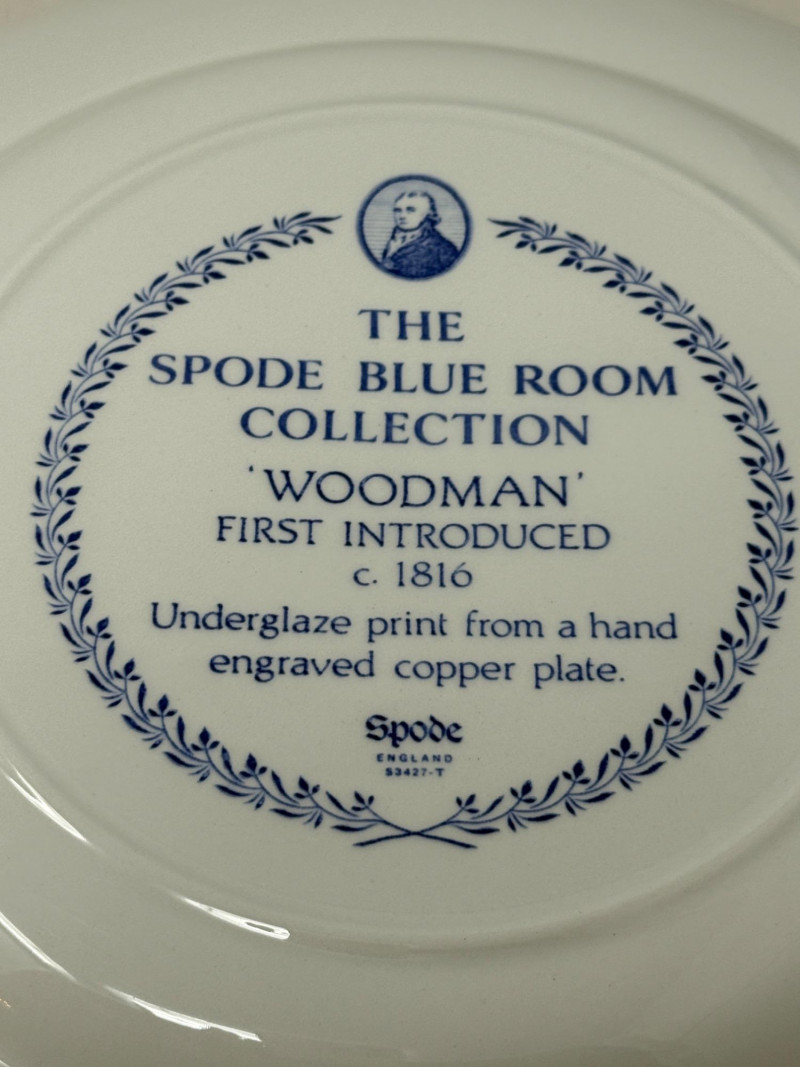 THE
SPODE BLUE ROOM
COLLECTION
'WOODMAN'
FIRST INTRODUCED
c. 1816
Underglaze print from a hand
engraved copper plate.
Spode
ENGLAND
S3427-T